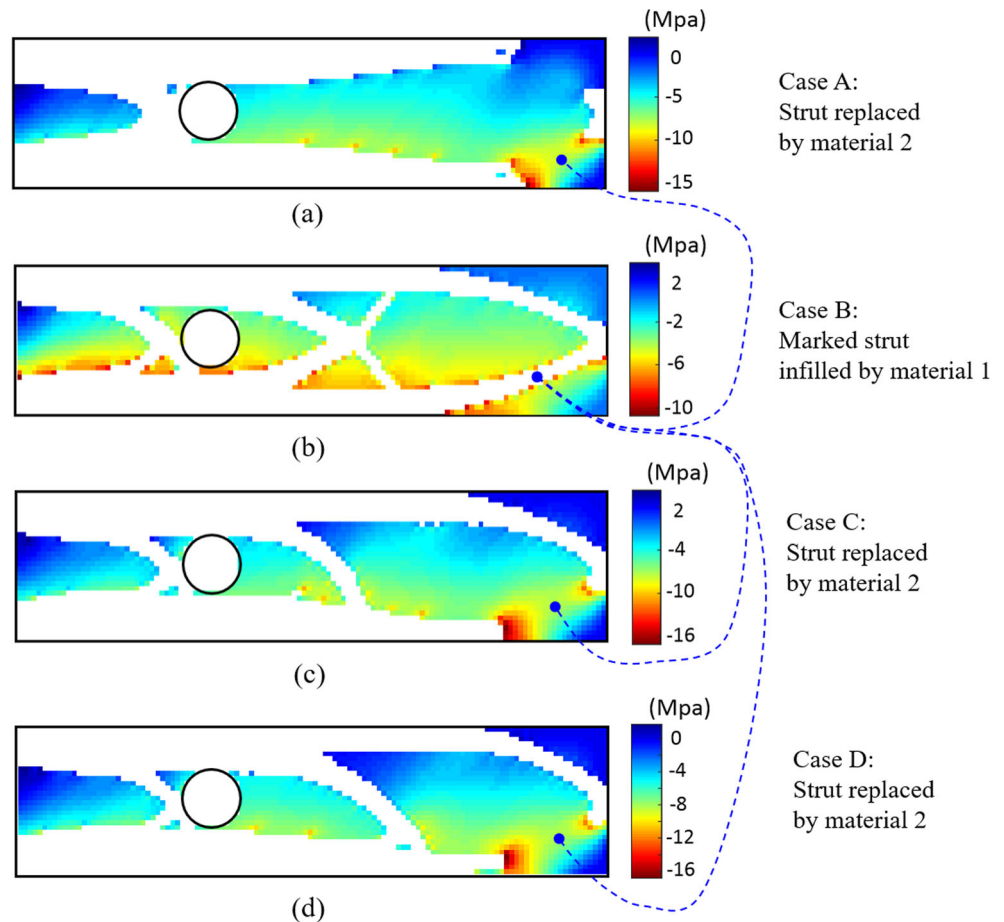 (Mpa)
0
-5
-10
-15
Case A:
Strut replaced
by material 2
(a)
(Mpa)
2
-2
-6
-10
Case B:
Marked strut
infilled by material 1
(b)
(Mpa)
2
-4
-10
-16
Case C:
Strut replaced
by material 2
(c)
(Mpa)
0
-4
-8
-12
-16
Case D:
Strut replaced
by material 2
(d)